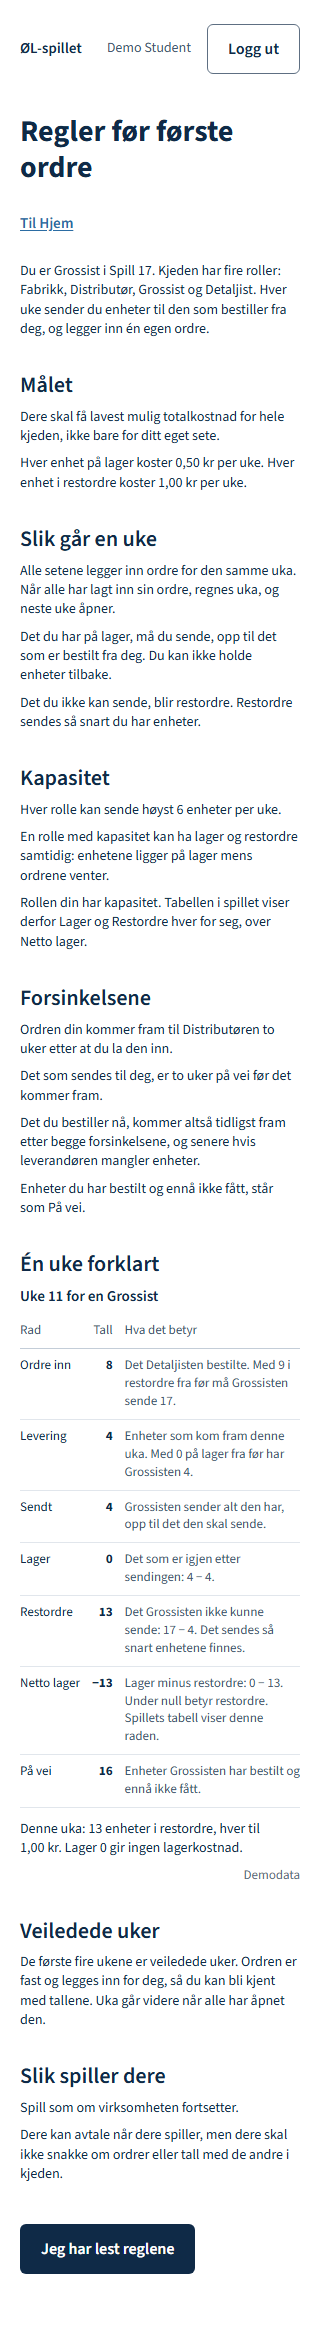 ØL-spillet Demo Student Logg ut
Regler før første
ordre
Til Hjem
Du er Grossist i Spill 17. Kjeden har fire roller:
Fabrikk, Distributør, Grossist og Detaljist. Hver
uke sender du enheter til den som bestiller fra
deg, og legger inn én egen ordre.
Målet
Dere skal få lavest mulig totalkostnad for hele
kjeden, ikke bare for ditt eget sete.
Hver enhet på lager koster 0,50 kr per uke. Hver
enhet i restordre koster 1,00 kr per uke.
Slik går en uke
Alle setene legger inn ordre for den samme uka.
Når alle har lagt inn sin ordre, regnes uka, og
neste uke åpner.
Det du har på lager, må du sende, opp til det
som er bestilt fra deg. Du kan ikke holde
enheter tilbake.
Det du ikke kan sende, blir restordre. Restordre
sendes så snart du har enheter.
Kapasitet
Hver rolle kan sende høyst 6 enheter per uke.
En rolle med kapasitet kan ha lager og restordre
samtidig: enhetene ligger på lager mens
ordrene venter.
Rollen din har kapasitet. Tabellen i spillet viser
derfor Lager og Restordre hver for seg, over
Netto lager.
Forsinkelsene
Ordren din kommer fram til Distributøren to
uker etter at du la den inn.
Det som sendes til deg, er to uker på vei før det
kommer fram.
Det du bestiller nå, kommer altså tidligst fram
etter begge forsinkelsene, og senere hvis
leverandøren mangler enheter.
Enheter du har bestilt og ennå ikke fått, står
som På vei.
Én uke forklart
Uke 11 for en Grossist
Rad Tall Hva det betyr
Ordre inn 8 Det Detaljisten bestilte. Med 9 i
restordre fra før må Grossisten
sende 17.
Levering 4 Enheter som kom fram denne
uka. Med 0 på lager fra før har
Grossisten 4.
Sendt 4 Grossisten sender alt den har,
opp til det den skal sende.
Lager 0 Det som er igjen etter
sendingen: 4 − 4.
Restordre 13 Det Grossisten ikke kunne
sende: 17 − 4. Det sendes så
snart enhetene finnes.
Netto lager −13 Lager minus restordre: 0 − 13.
Under null betyr restordre.
Spillets tabell viser denne
raden.
På vei 16 Enheter Grossisten har bestilt og
ennå ikke fått.
Denne uka: 13 enheter i restordre, hver til
1,00 kr. Lager 0 gir ingen lagerkostnad.
Demodata
Veiledede uker
De første fire ukene er veiledede uker. Ordren er
fast og legges inn for deg, så du kan bli kjent
med tallene. Uka går videre når alle har åpnet
den.
Slik spiller dere
Spill som om virksomheten fortsetter.
Dere kan avtale når dere spiller, men dere skal
ikke snakke om ordrer eller tall med de andre i
kjeden.
Jeg har lest reglene